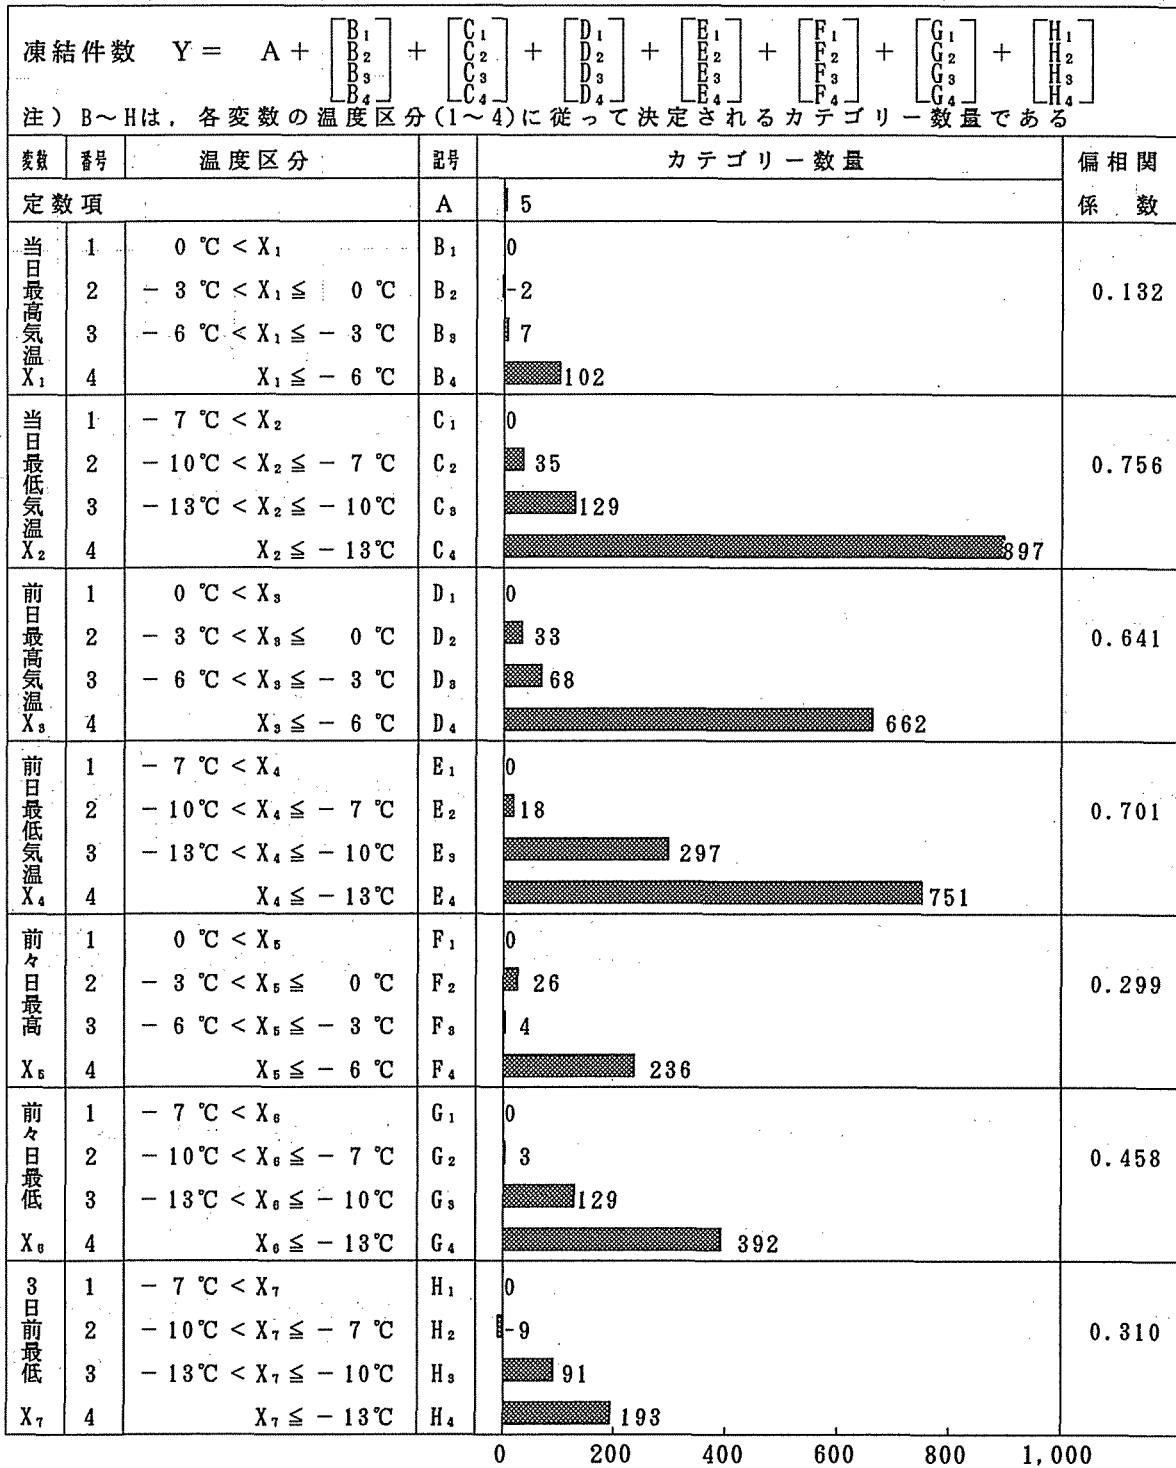 凍結件数 Y = A + [B₁ B₂ B₃ B₄] + [C₁ C₂ C₃ C₄] + [D₁ D₂ D₃ D₄] + [E₁ E₂ E₃ E₄] + [F₁ F₂ F₃ F₄] + [G₁ G₂ G₃ G₄] + [H₁ H₂ H₃ H₄]
注) B～Hは, 各変数の温度区分(1～4)に従って決定されるカテゴリー数量である
変数 番号 温度区分 記号 カテゴリー数量 偏相関係数
定数項 A 5
当日最高気温X₁ 0.132
1 0 ℃ < X₁ B₁ 0
2 - 3 ℃ < X₁ ≦ 0 ℃ B₂ -2
3 - 6 ℃ < X₁ ≦ - 3 ℃ B₃ 7
4 X₁ ≦ - 6 ℃ B₄ 102
当日最低気温X₂ 0.756
1 - 7 ℃ < X₂ C₁ 0
2 - 10℃ < X₂ ≦ - 7 ℃ C₂ 35
3 - 13℃ < X₂ ≦ - 10℃ C₃ 129
4 X₂ ≦ - 13℃ C₄ 897
前日最高気温X₃ 0.641
1 0 ℃ < X₃ D₁ 0
2 - 3 ℃ < X₃ ≦ 0 ℃ D₂ 33
3 - 6 ℃ < X₃ ≦ - 3 ℃ D₃ 68
4 X₃ ≦ - 6 ℃ D₄ 662
前日最低気温X₄ 0.701
1 - 7 ℃ < X₄ E₁ 0
2 - 10℃ < X₄ ≦ - 7 ℃ E₂ 18
3 - 13℃ < X₄ ≦ - 10℃ E₃ 297
4 X₄ ≦ - 13℃ E₄ 751
前々日最高X₅ 0.299
1 0 ℃ < X₅ F₁ 0
2 - 3 ℃ < X₅ ≦ 0 ℃ F₂ 26
3 - 6 ℃ < X₅ ≦ - 3 ℃ F₃ 4
4 X₅ ≦ - 6 ℃ F₄ 236
前々日最低X₆ 0.458
1 - 7 ℃ < X₆ G₁ 0
2 - 10℃ < X₆ ≦ - 7 ℃ G₂ 3
3 - 13℃ < X₆ ≦ - 10℃ G₃ 129
4 X₆ ≦ - 13℃ G₄ 392
3日前最低X₇ 0.310
1 - 7 ℃ < X₇ H₁ 0
2 - 10℃ < X₇ ≦ - 7 ℃ H₂ -9
3 - 13℃ < X₇ ≦ - 10℃ H₃ 91
4 X₇ ≦ - 13℃ H₄ 193
0 200 400 600 800 1,000